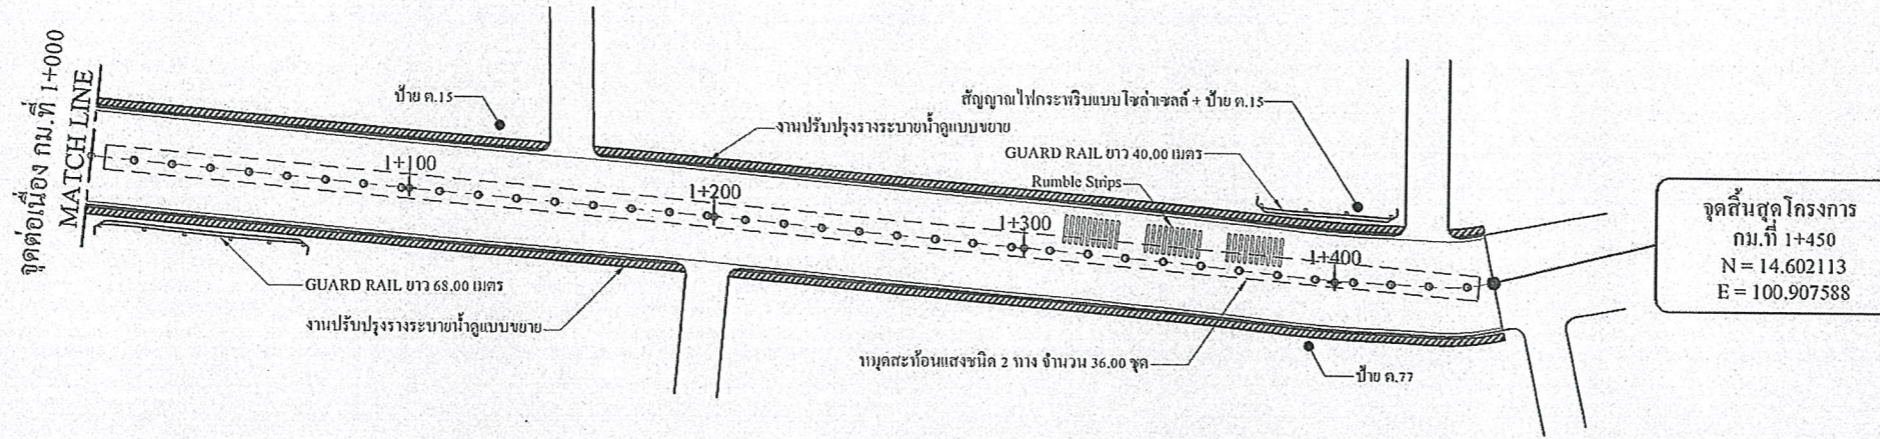 จุดต่อเนื่อง กม.ที่ 1+000
MATCH LINE
ป้าย ต.15
1+100
งานปรับปรุงรางระบายน้ำดูแบบขยาย
สัญญาณไฟกระพริบแบบโซล่าเซลล์ + ป้าย ต.15
GUARD RAIL ยาว 40.00 เมตร
Rumble Strips
1+200
1+300
1+400
จุดสิ้นสุดโครงการ
กม.ที่ 1+450
N = 14.602113
E = 100.907588
GUARD RAIL ยาว 68.00 เมตร
งานปรับปรุงรางระบายน้ำดูแบบขยาย
หมุดสะท้อนแสงชนิด 2 ทาง จำนวน 36.00 ชุด
ป้าย ต.77